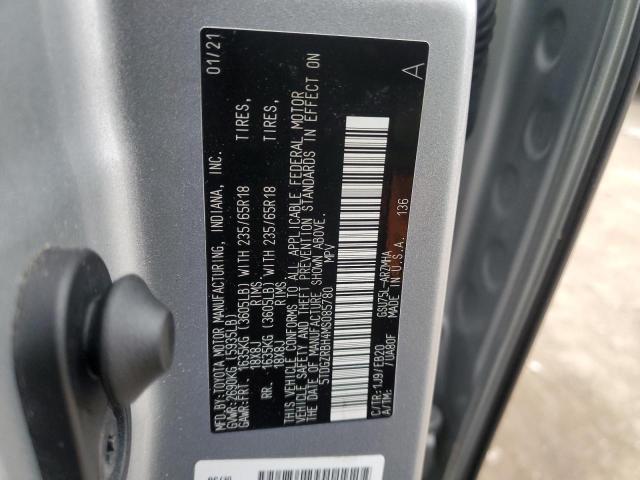 MFD. BY: TOYOTA MOTOR MANUFACTURING, INDIANA, INC. 01/21
GVWR: 2690KG (5935LB)
GAWR: FRT. 1635KG (3605LB) WITH 235/65R18 TIRES,
18X8J RIMS
RR. 1635KG (3605LB) WITH 235/65R18 TIRES,
18X8J RIMS
THIS VEHICLE CONFORMS TO ALL APPLICABLE FEDERAL MOTOR
VEHICLE SAFETY AND THEFT PREVENTION STANDARDS IN EFFECT ON
THE DATE OF MANUFACTURE SHOWN ABOVE.
5TDGZRBH4MS085780 MPV
A
136
C/TR: 1J9/EB20 GSU75L-ARZMHA
A/TM: /UA80F MADE IN U.S.A.